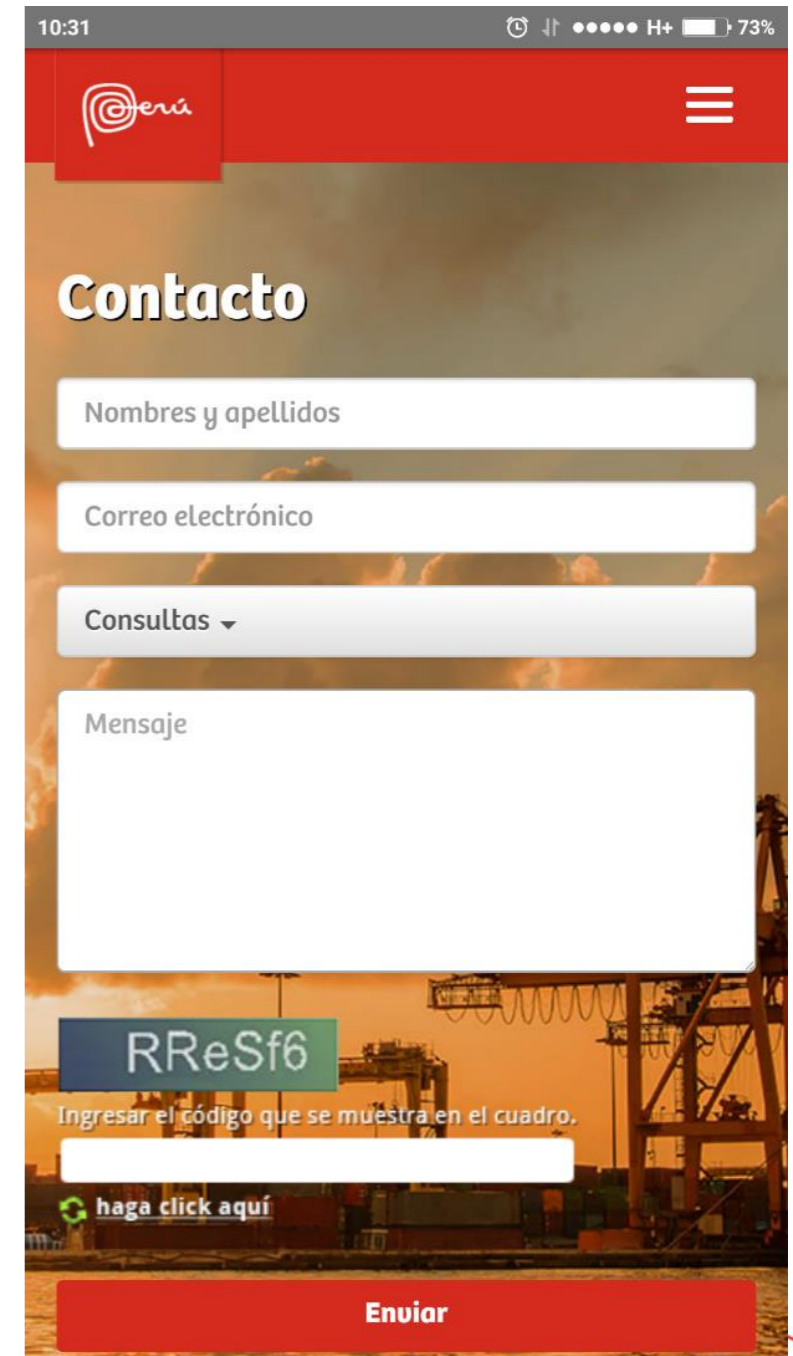 10:31 H+ 73%
Perú
Contacto
Nombres y apellidos
Correo electrónico
Consultas
Mensaje
RReSf6
Ingresar el código que se muestra en el cuadro.
haga click aquí
Enviar